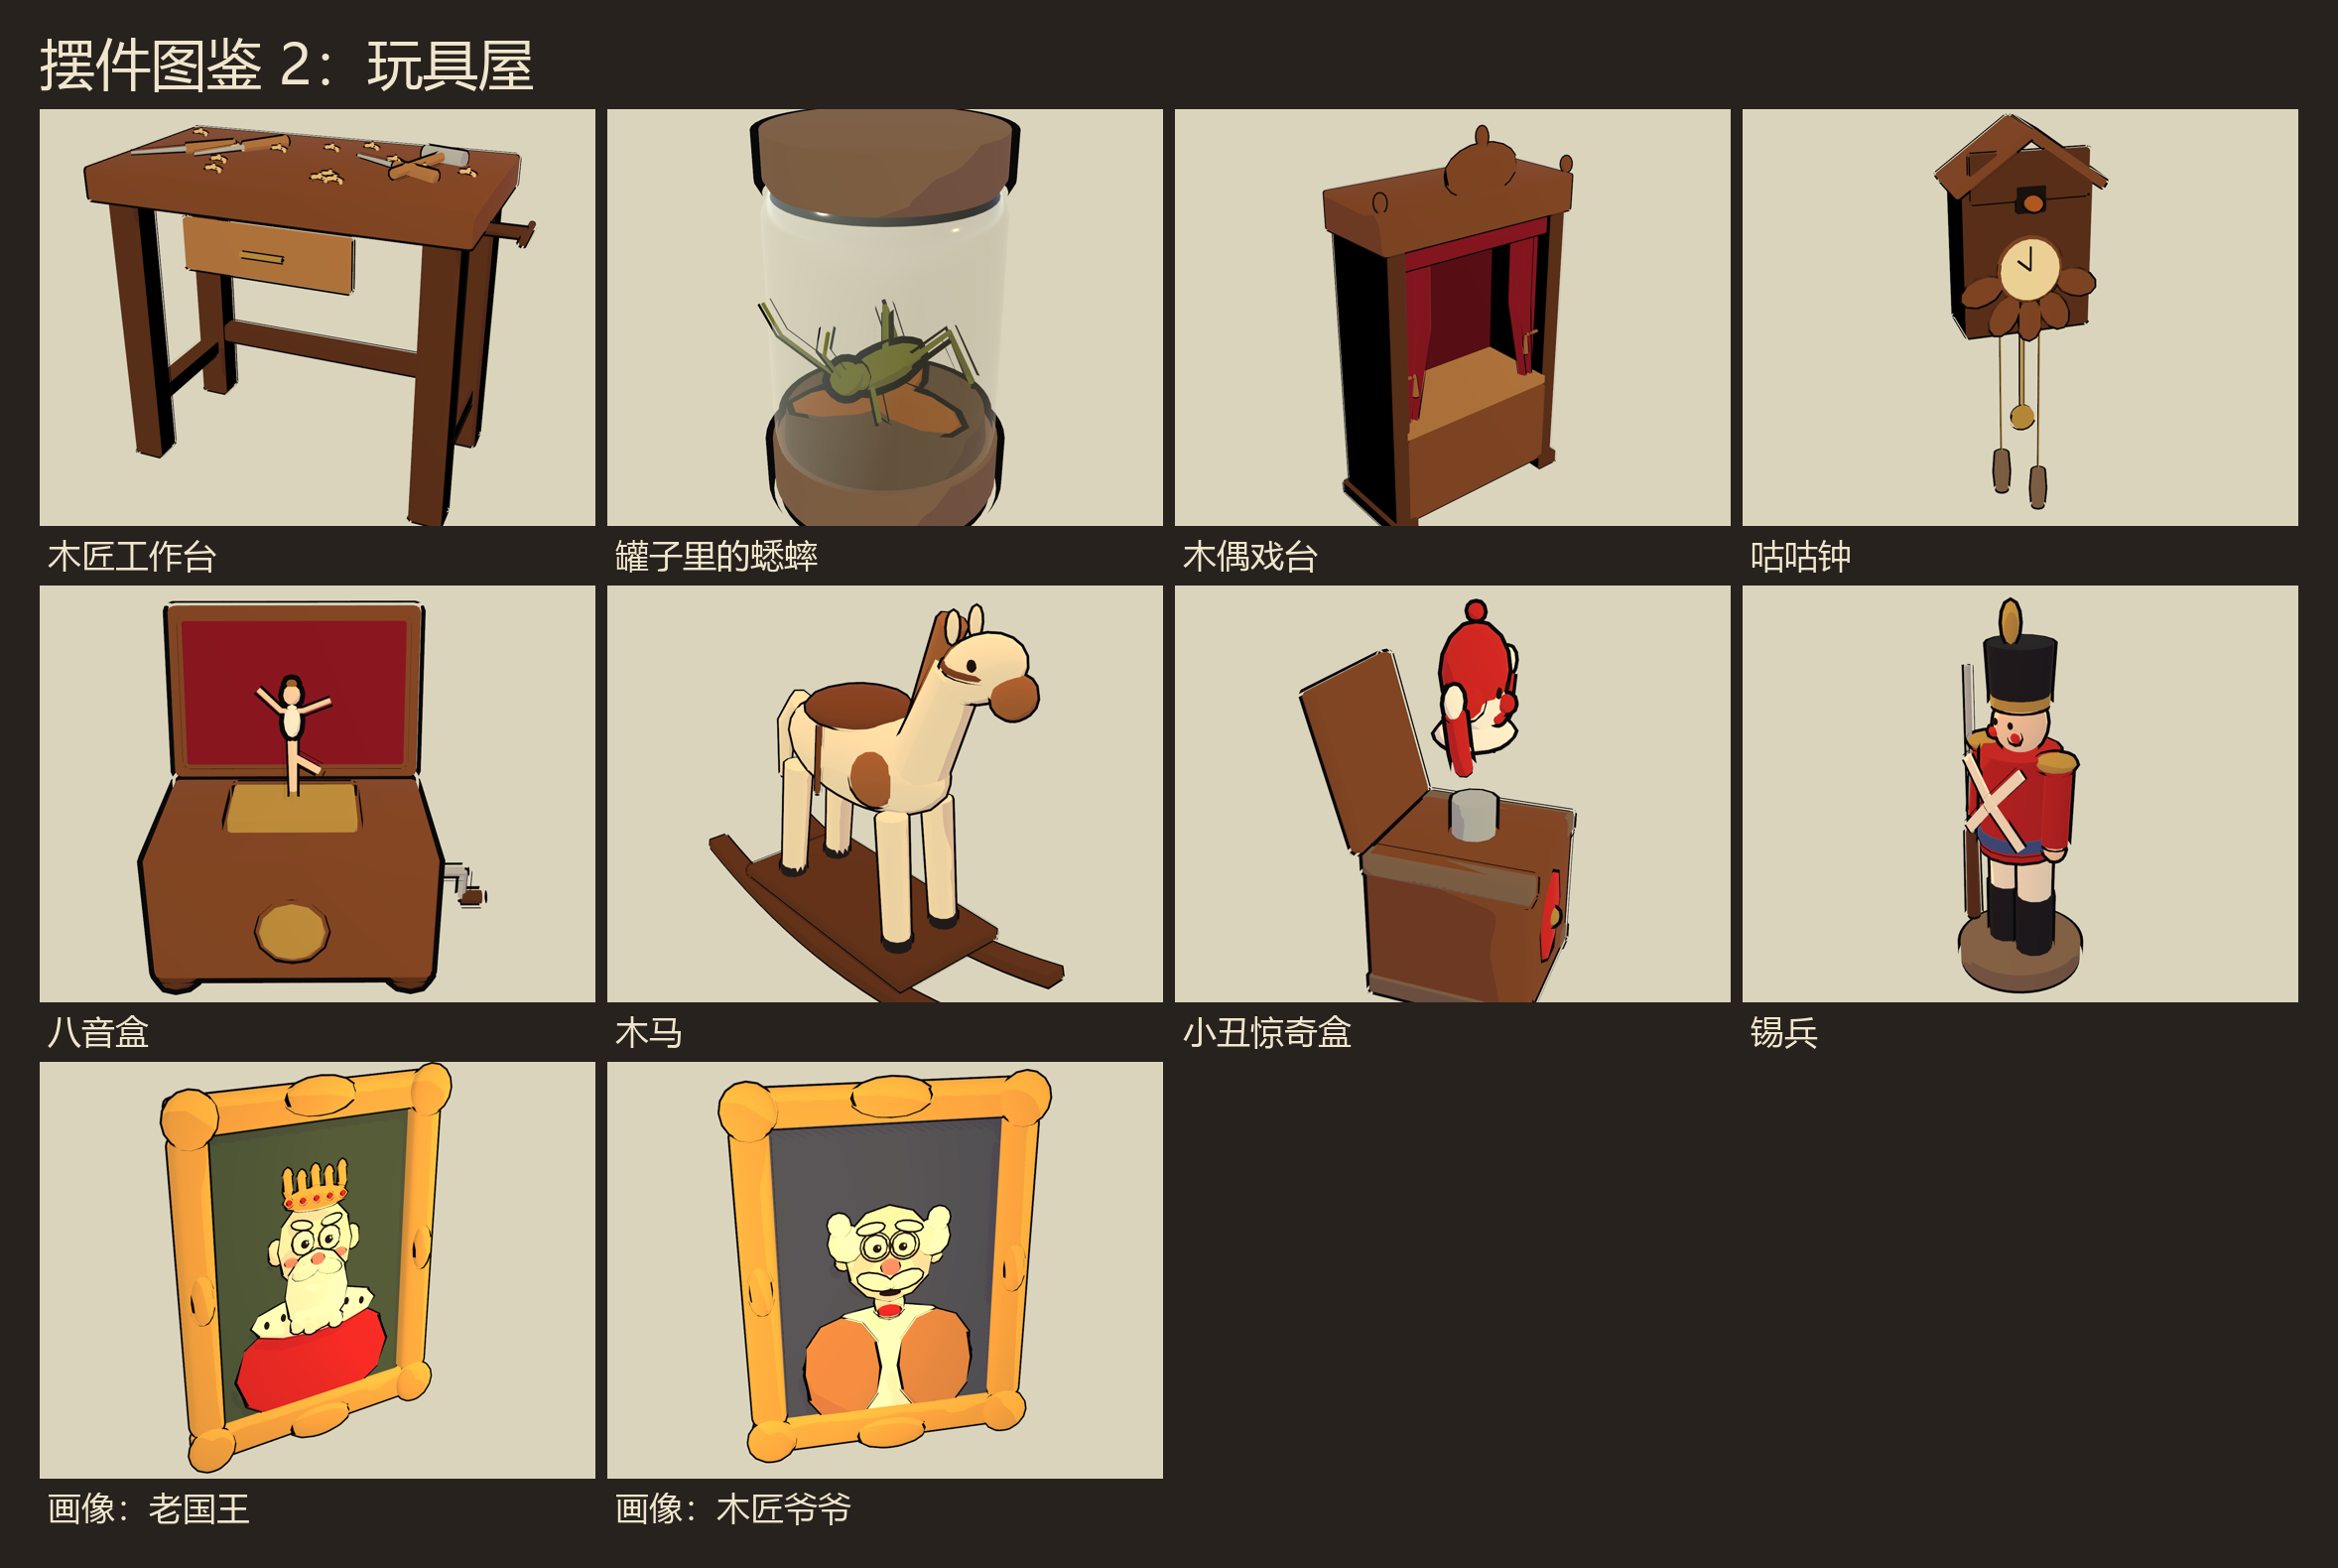 摆件图鉴 2：玩具屋
木匠工作台
罐子里的蟋蟀
木偶戏台
咕咕钟
八音盒
木马
小丑惊奇盒
锡兵
画像：老国王
画像：木匠爷爷